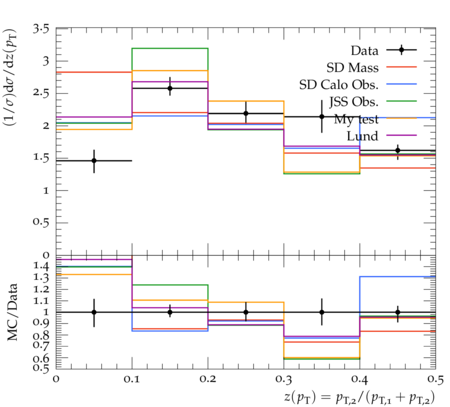 (1/σ)dσ/dz(pT)
3.5
3
2.5
2
1.5
1
0.5
0
Data
SD Mass
SD Calo Obs.
JSS Obs.
My test
Lund
MC/Data
1.4
1.3
1.2
1.1
1
0.9
0.8
0.7
0.6
0.5
0 0.1 0.2 0.3 0.4 0.5
z(pT) = pT,2/(pT,1 + pT,2)